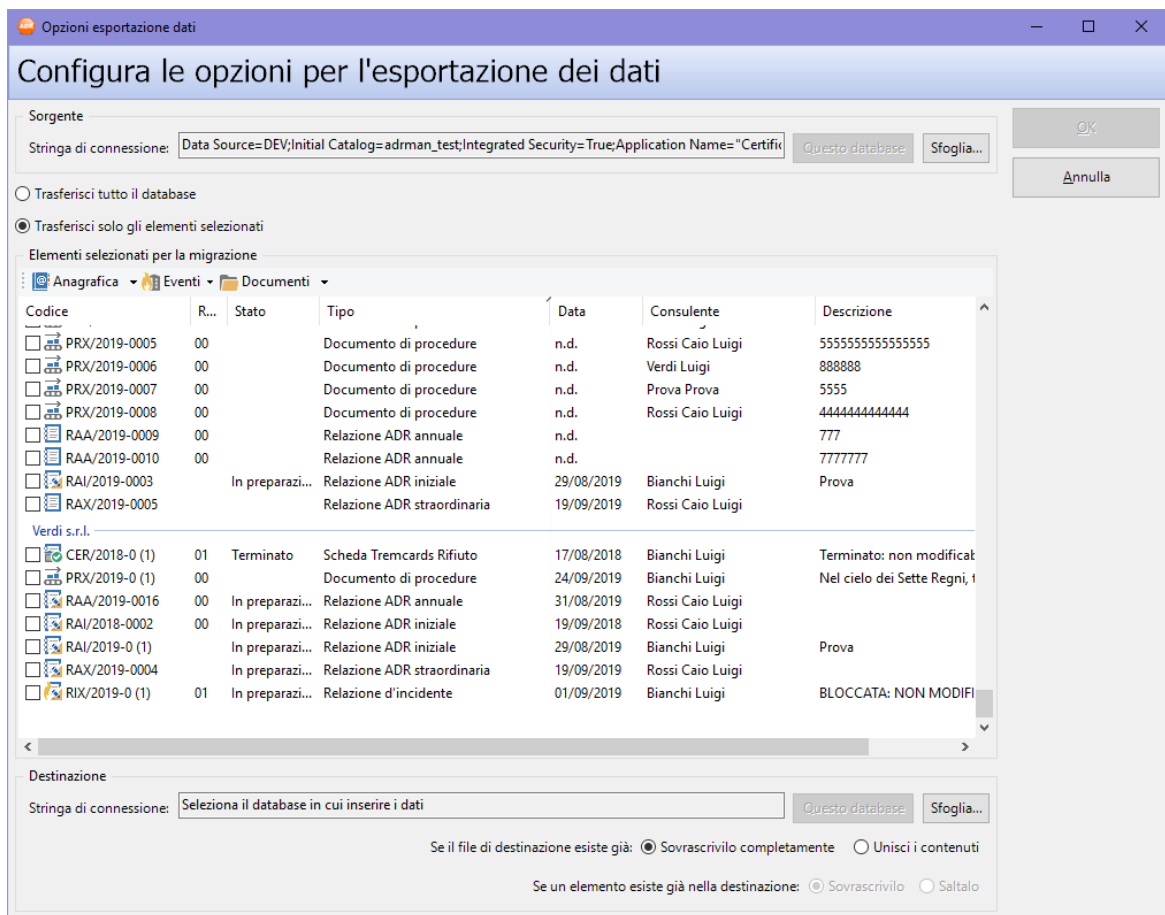 ADR Opzioni esportazione dati
Configura le opzioni per l'esportazione dei dati
Sorgente
Stringa di connessione: Data Source=DEV;Initial Catalog=adrman_test;Integrated Security=True;Application Name="Certifi Questo database Sfoglia...
OK
Annulla
Trasferisci tutto il database
Trasferisci solo gli elementi selezionati
Elementi selezionati per la migrazione
Anagrafica Eventi Documenti
Codice R... Stato Tipo Data Consulente Descrizione
PRX/2019-0005 00 Documento di procedure n.d. Rossi Caio Luigi 5555555555555555
PRX/2019-0006 00 Documento di procedure n.d. Verdi Luigi 888888
PRX/2019-0007 00 Documento di procedure n.d. Prova Prova 5555
PRX/2019-0008 00 Documento di procedure n.d. Rossi Caio Luigi 4444444444444
RAA/2019-0009 00 Relazione ADR annuale n.d. 777
RAA/2019-0010 00 Relazione ADR annuale n.d. 7777777
RAI/2019-0003 In preparazi... Relazione ADR iniziale 29/08/2019 Bianchi Luigi Prova
RAX/2019-0005 Relazione ADR straordinaria 19/09/2019 Rossi Caio Luigi
Verdi s.r.l.
CER/2018-0 (1) 01 Terminato Scheda Tremcards Rifiuto 17/08/2018 Bianchi Luigi Terminato: non modificab
PRX/2019-0 (1) 00 Documento di procedure 24/09/2019 Bianchi Luigi Nel cielo dei Sette Regni, t
RAA/2019-0016 00 In preparazi... Relazione ADR annuale 31/08/2019 Rossi Caio Luigi
RAI/2018-0002 00 In preparazi... Relazione ADR iniziale 19/09/2018 Rossi Caio Luigi
RAI/2019-0 (1) In preparazi... Relazione ADR iniziale 29/08/2019 Bianchi Luigi Prova
RAX/2019-0004 In preparazi... Relazione ADR straordinaria 19/09/2019 Rossi Caio Luigi
RIX/2019-0 (1) 01 In preparazi... Relazione d'incidente 01/09/2019 Bianchi Luigi BLOCCATA: NON MODIFI
Destinazione
Stringa di connessione: Seleziona il database in cui inserire i dati Questo database Sfoglia...
Se il file di destinazione esiste già: Sovrascrivilo completamente Unisci i contenuti
Se un elemento esiste già nella destinazione: Sovrascrivilo Saltalo